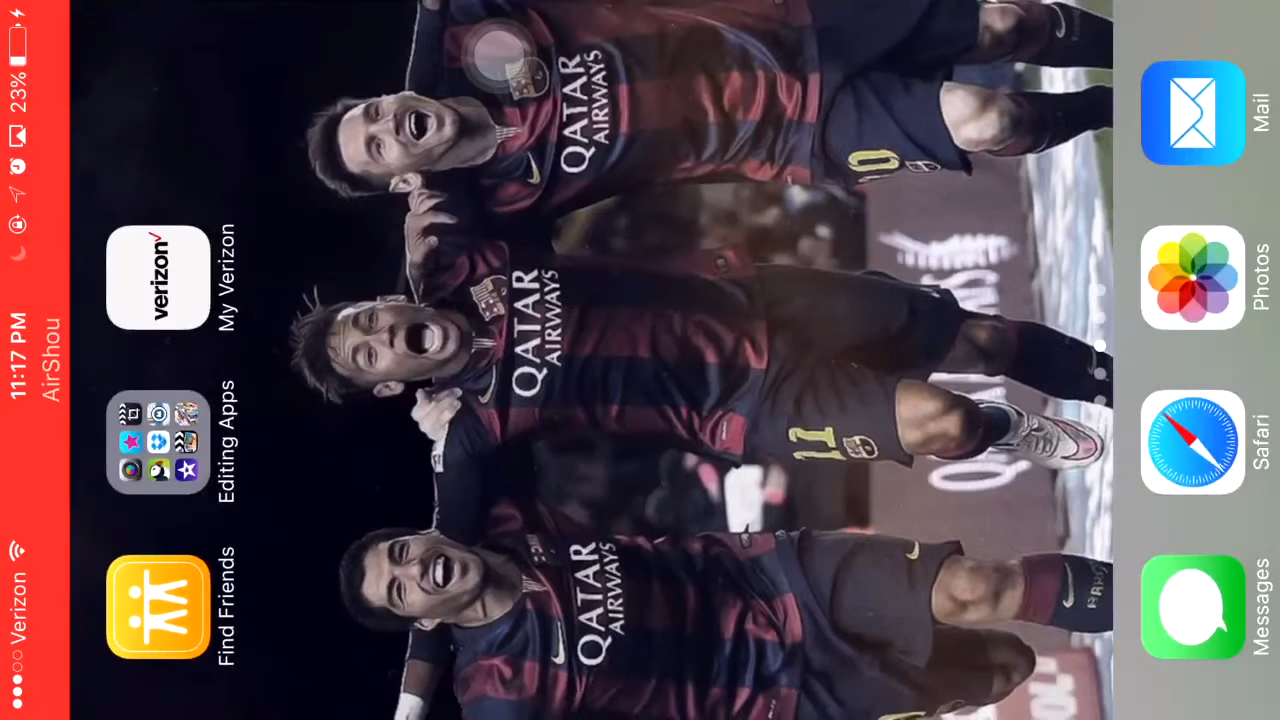 Verizon
11:17 PM
23%
AirShou
Find Friends
Editing Apps
verizon
My Verizon
QATAR
AIRWAYS
QATAR
AIRWAYS
QATAR
AIRWAYS
11
Messages
Safari
Photos
Mail